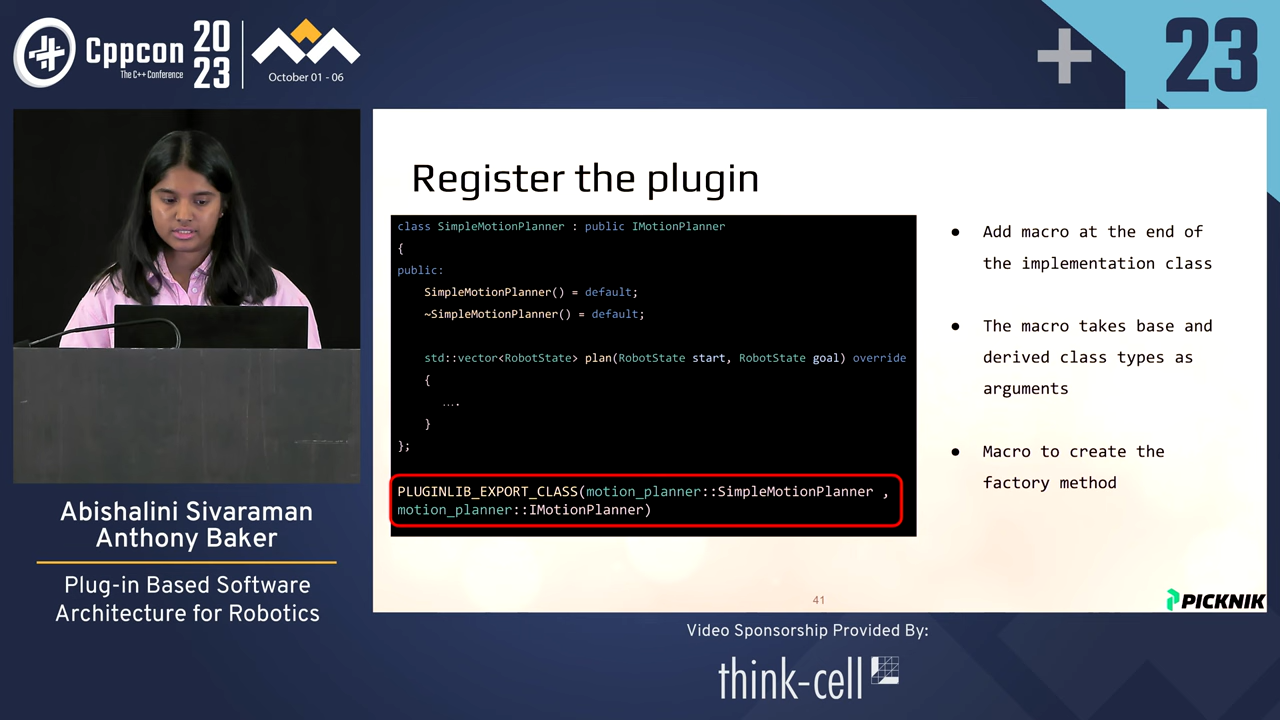 Cppcon
The C++ Conference
20
23
October 01 - 06
23
Register the plugin
class SimpleMotionPlanner : public IMotionPlanner
{
public:
SimpleMotionPlanner() = default;
~SimpleMotionPlanner() = default;
std::vector<RobotState> plan(RobotState start, RobotState goal) override
{
….
}
};
PLUGINLIB_EXPORT_CLASS(motion_planner::SimpleMotionPlanner ,
motion_planner::IMotionPlanner)
● Add macro at the end of
the implementation class
● The macro takes base and
derived class types as
arguments
● Macro to create the
factory method
41
PICKNIK
Abishalini Sivaraman
Anthony Baker
Plug-in Based Software
Architecture for Robotics
Video Sponsorship Provided By:
think-cell